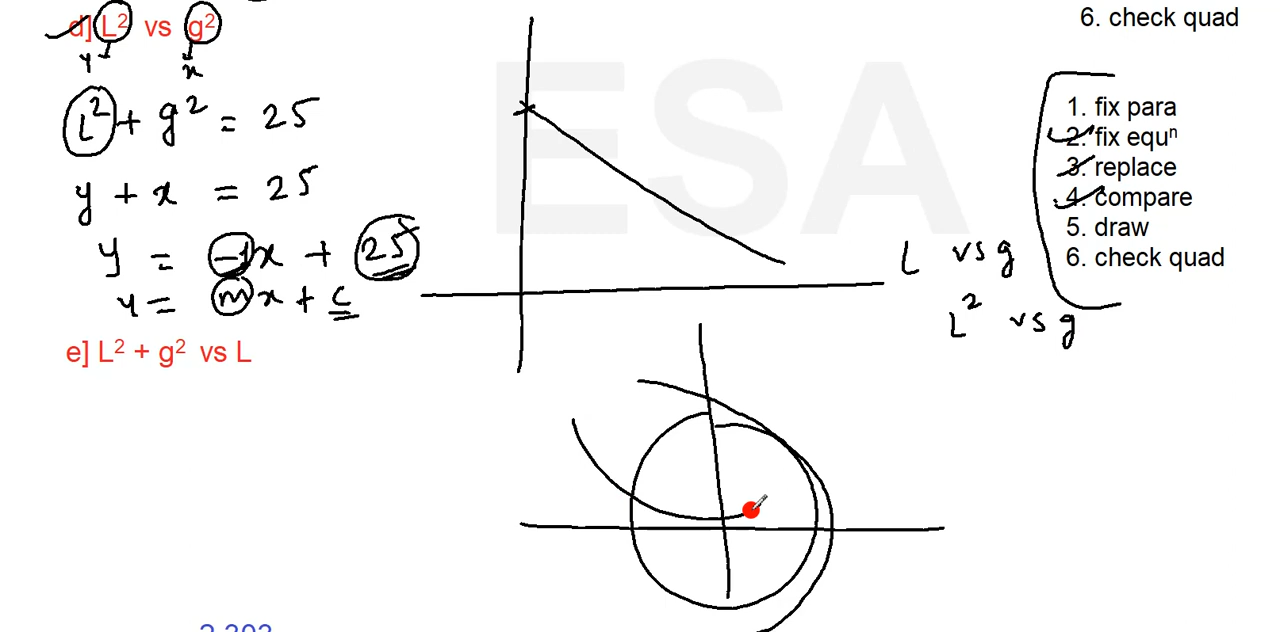 d] L² vs g²
y x
L² + g² = 25
y + x = 25
y = -1x + 25
y = mx + c
e] L² + g² vs L
ESA
L vs g
L² vs g
6. check quad
1. fix para
2. fix equⁿ
3. replace
4. compare
5. draw
6. check quad